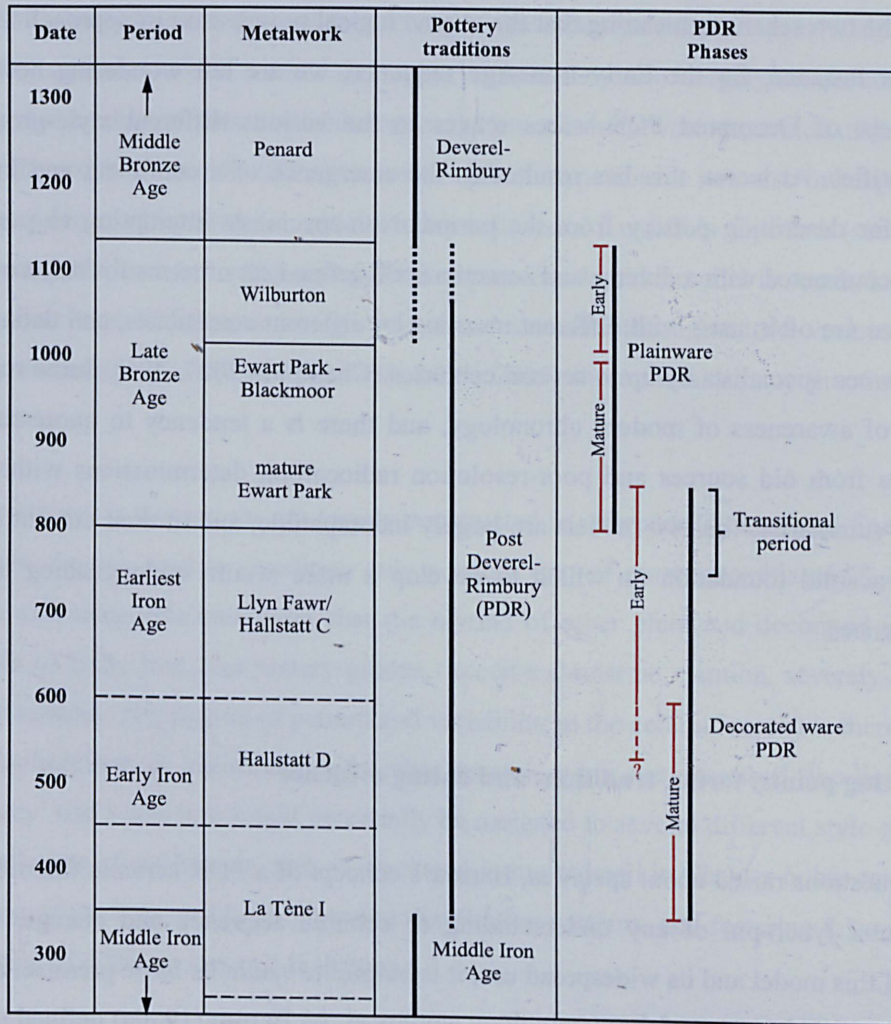 Date
Period
Metalwork
Pottery
traditions
PDR
Phases
1300
1200
1100
1000
900
800
700
600
500
400
300
Middle
Bronze
Age
Late
Bronze
Age
Earliest
Iron
Age
Early Iron
Age
Middle Iron
Age
Penard
Wilburton
Ewart Park -
Blackmoor
mature
Ewart Park
Llyn Fawr/
Hallstatt C
Hallstatt D
La Tène I
Deverel-
Rimbury
Post
Deverel-
Rimbury
(PDR)
Middle Iron
Age
Early
Mature
Plainware
PDR
Early
?
Mature
Transitional
period
Decorated ware
PDR